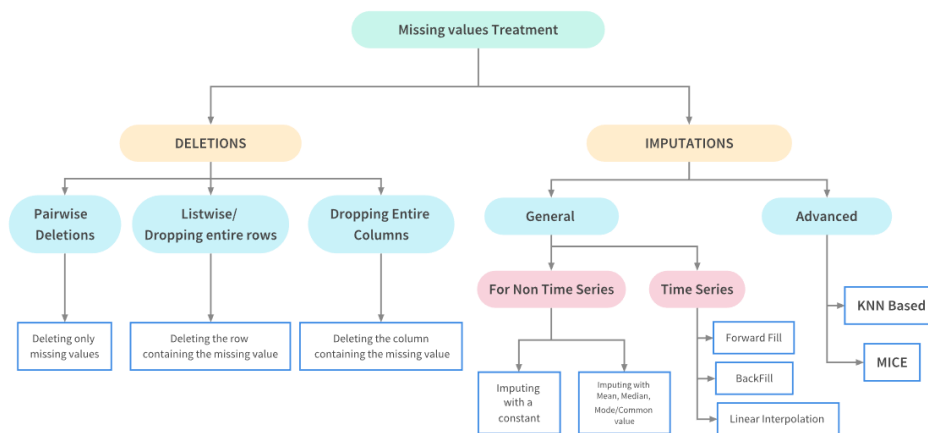 Missing values Treatment
DELETIONS
IMPUTATIONS
Pairwise
Deletions
Listwise/
Dropping entire rows
Dropping Entire
Columns
General
Advanced
For Non Time Series
Time Series
KNN Based
Deleting only
missing values
Deleting the row
containing the missing value
Deleting the column
containing the missing value
Forward Fill
MICE
BackFill
Imputing
with a
constant
Imputing with
Mean, Median,
Mode/Common
value
Linear Interpolation